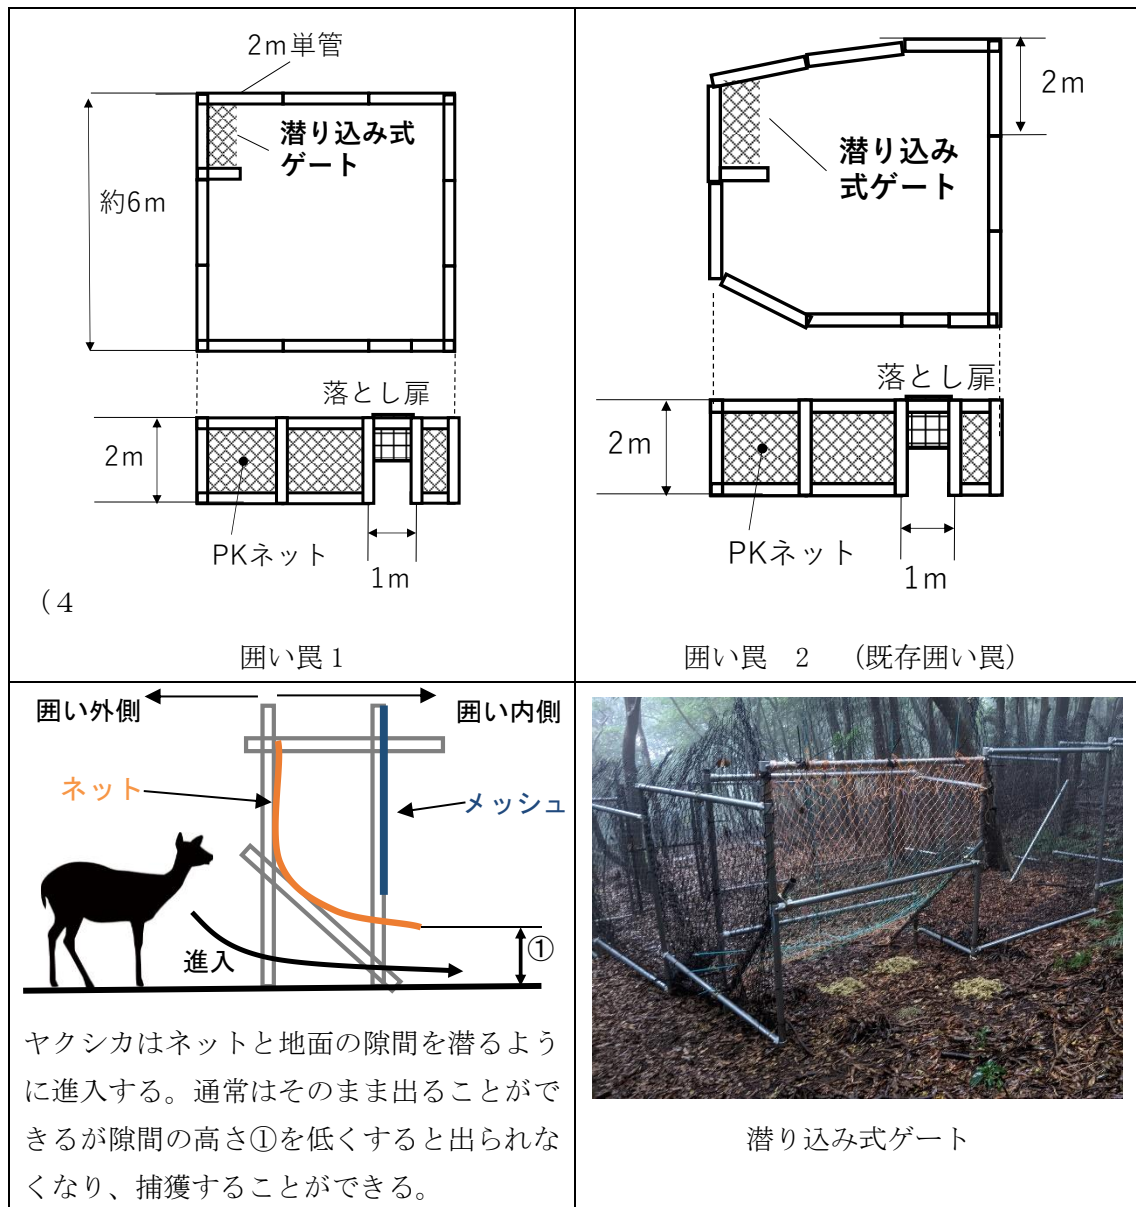 2m単管
潜り込み式
ゲート
約6m
落とし扉
2m
PKネット
1m
(4
囲い罠1
2m
潜り込み
式ゲート
落とし扉
2m
PKネット
1m
囲い罠　2　(既存囲い罠)
囲い外側
囲い内側
ネット
メッシュ
進入
①
ヤクシカはネットと地面の隙間を潜るよう
に進入する。通常はそのまま出ることがで
きるが隙間の高さ①を低くすると出られな
くなり、捕獲することができる。
潜り込み式ゲート